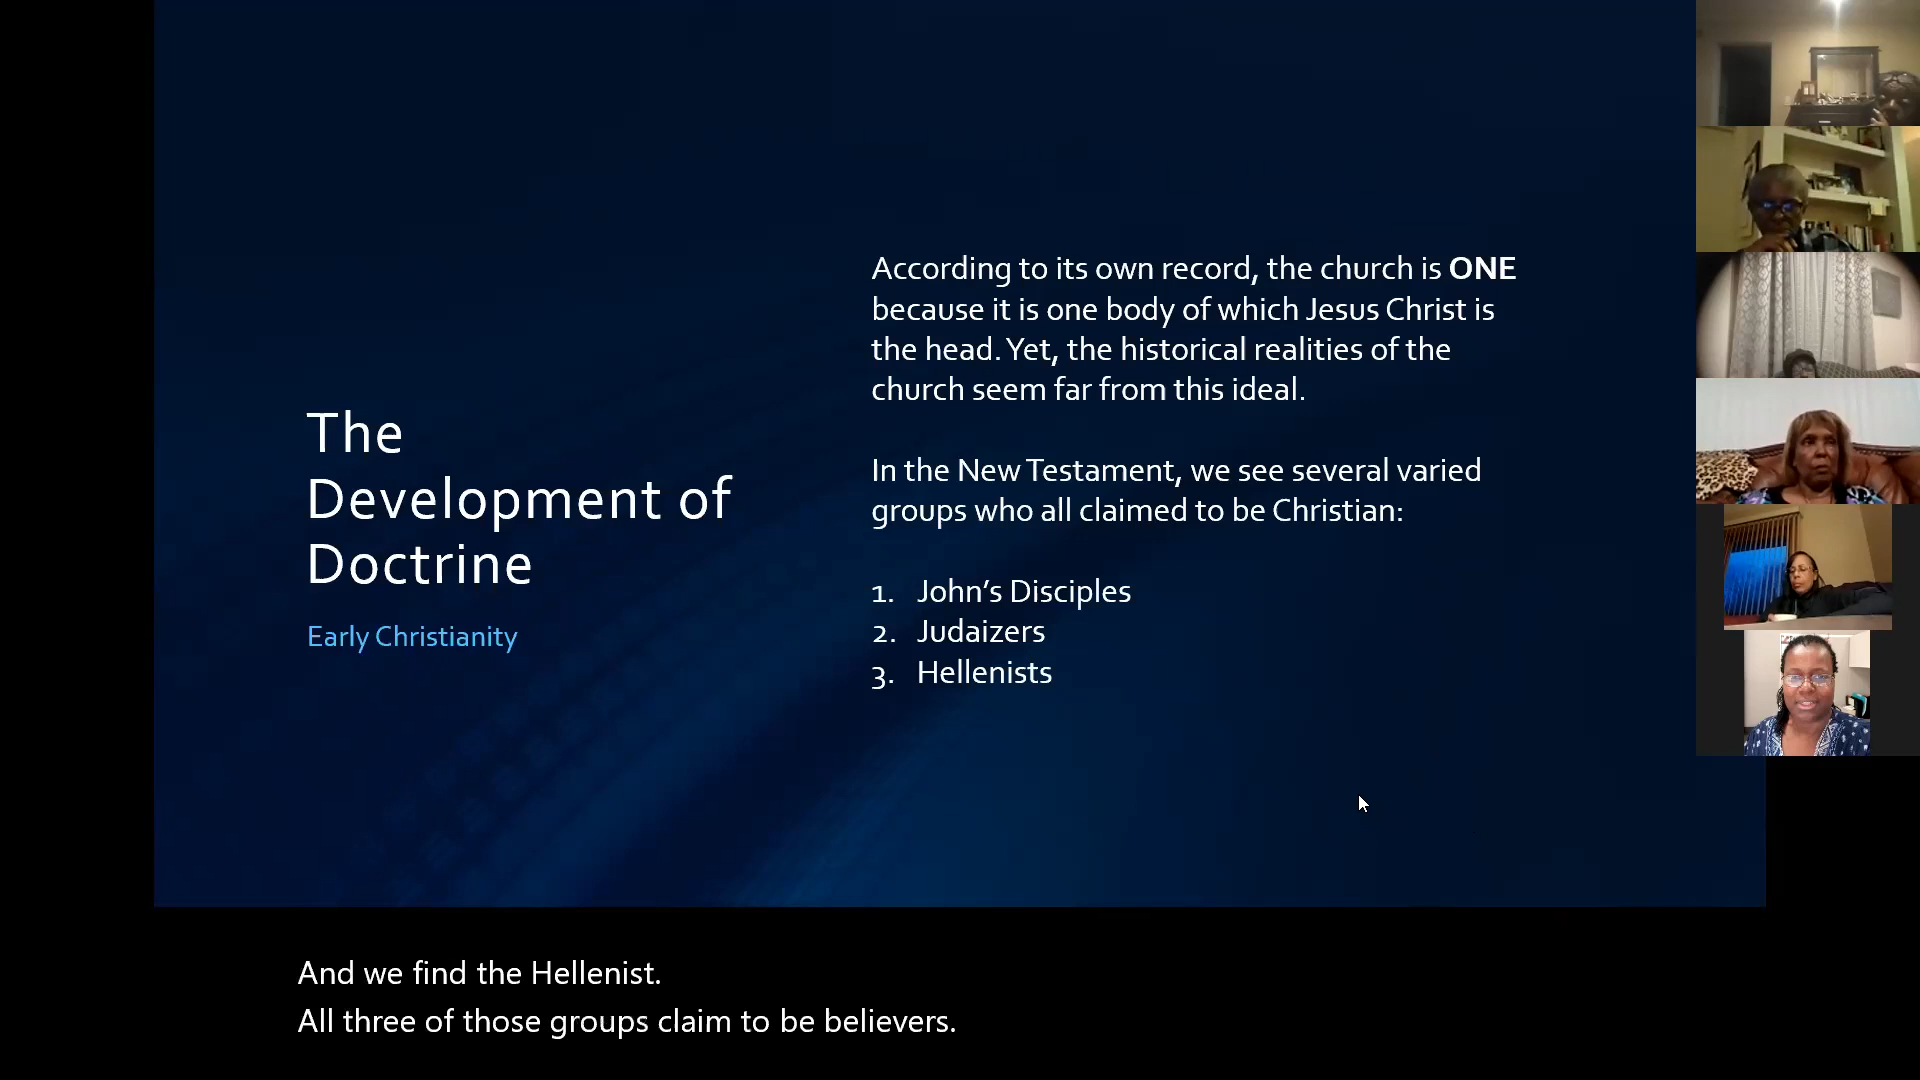 The
Development of
Doctrine
Early Christianity
According to its own record, the church is ONE
because it is one body of which Jesus Christ is
the head. Yet, the historical realities of the
church seem far from this ideal.
In the New Testament, we see several varied
groups who all claimed to be Christian:
1. John’s Disciples
2. Judaizers
3. Hellenists
And we find the Hellenist.
All three of those groups claim to be believers.